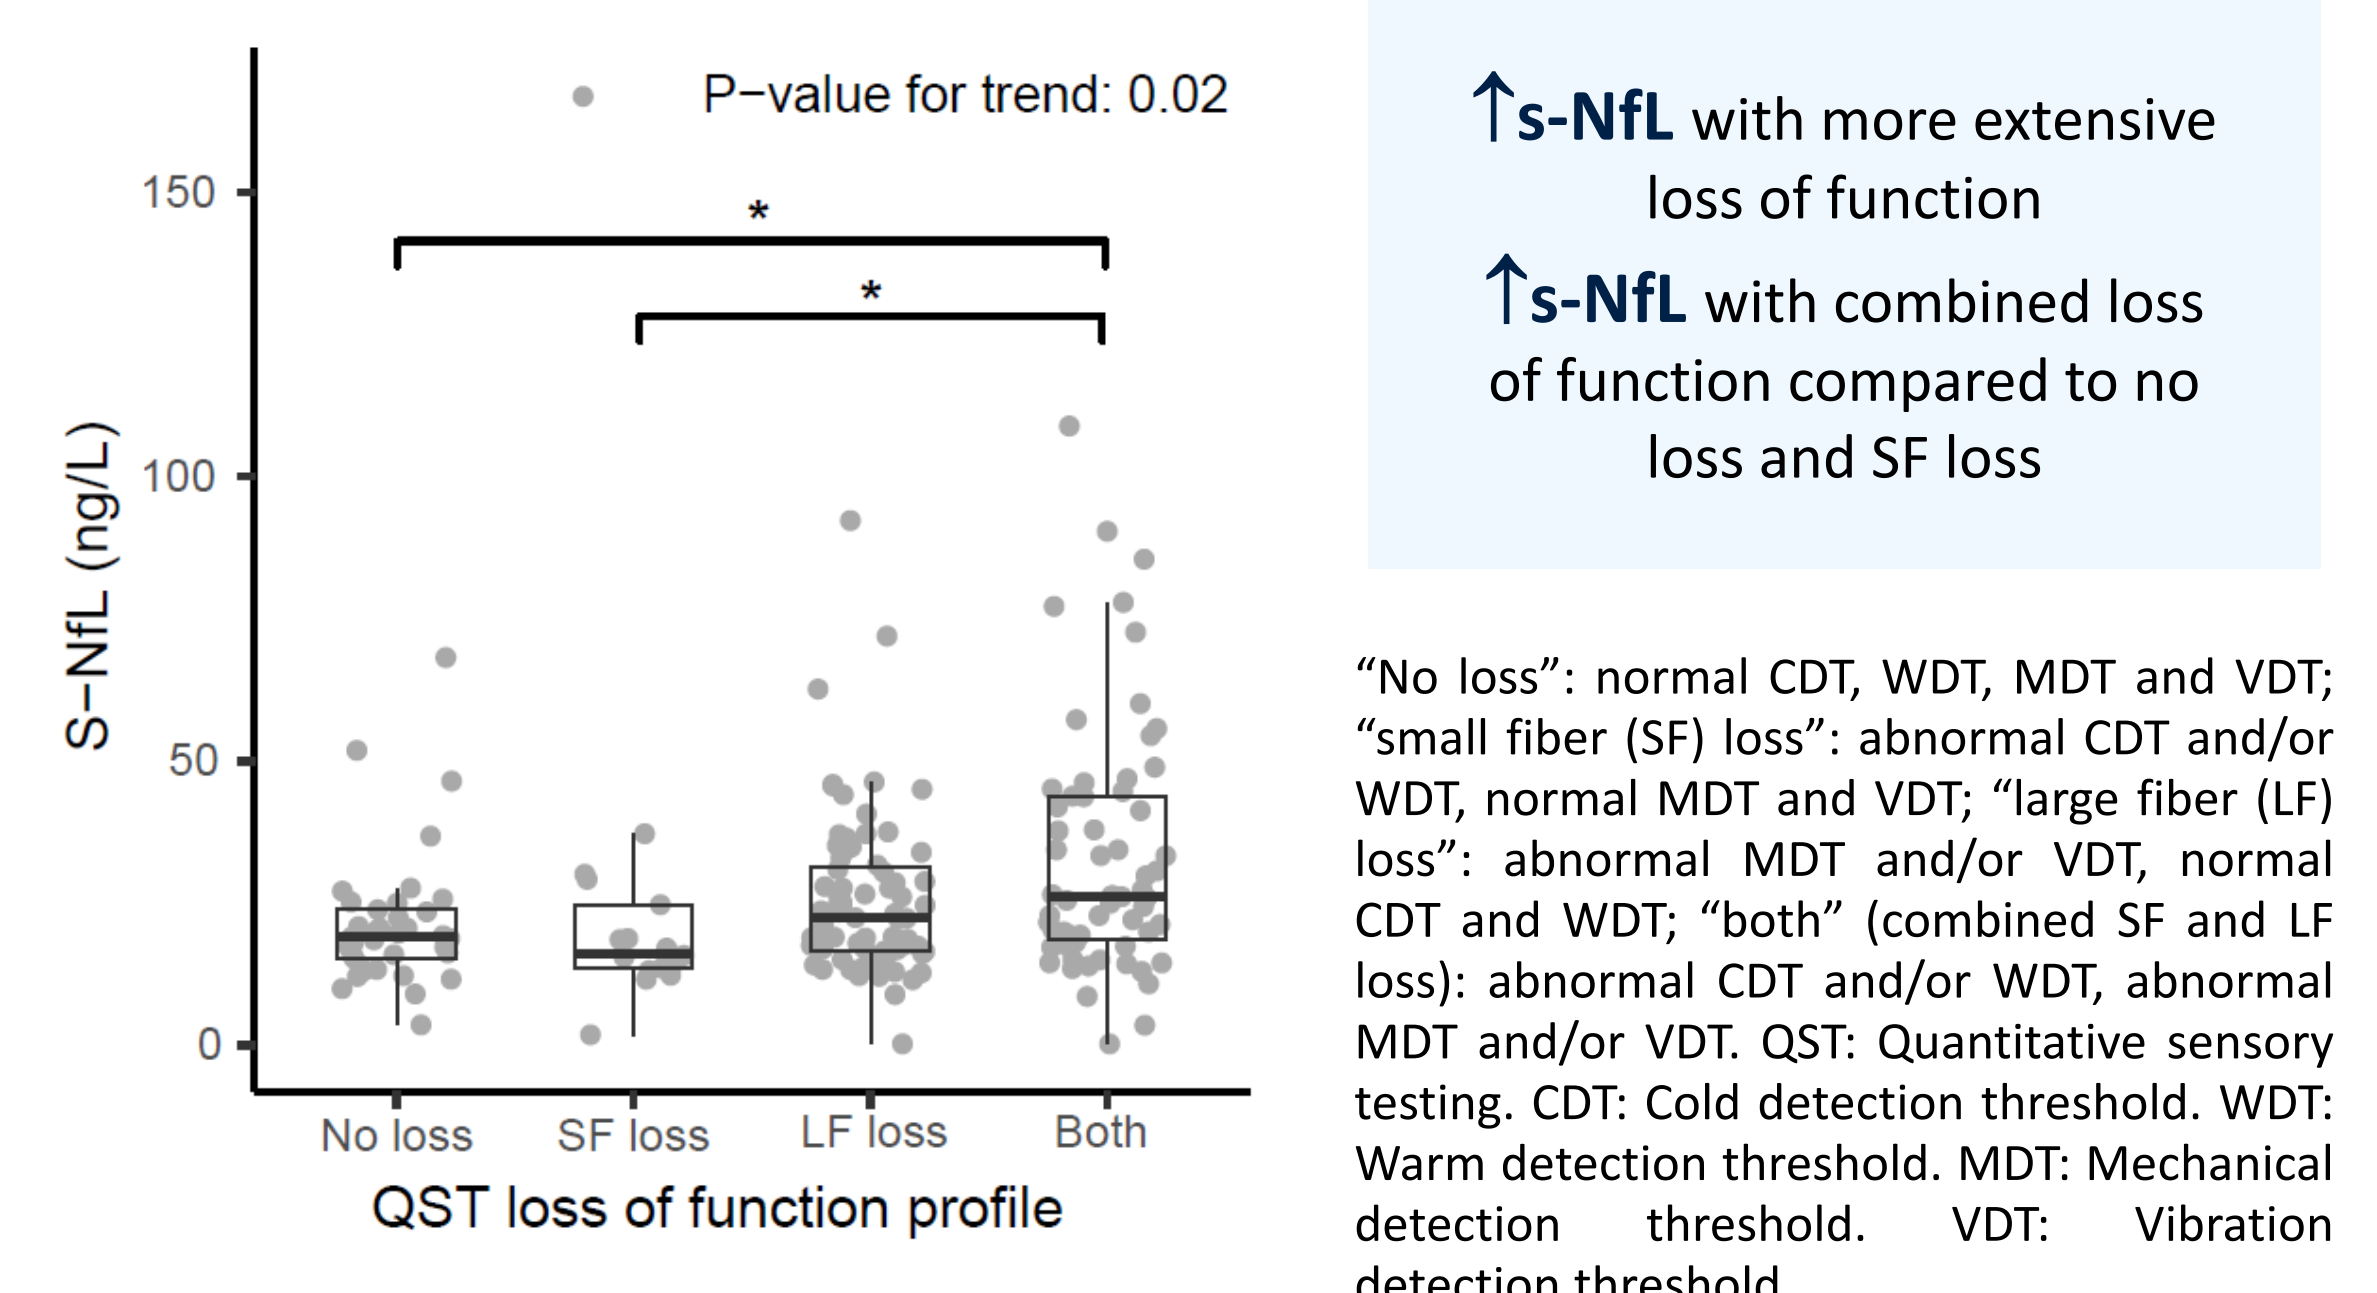 P−value for trend: 0.02
150
*
*
100
50
0
S−NfL (ng/L)
No loss
SF loss
LF loss
Both
QST loss of function profile
↑s-NfL with more extensive
loss of function
↑s-NfL with combined loss
of function compared to no
loss and SF loss
“No loss”: normal CDT, WDT, MDT and VDT;
“small fiber (SF) loss”: abnormal CDT and/or
WDT, normal MDT and VDT; “large fiber (LF)
loss”: abnormal MDT and/or VDT, normal
CDT and WDT; “both” (combined SF and LF
loss): abnormal CDT and/or WDT, abnormal
MDT and/or VDT. QST: Quantitative sensory
testing. CDT: Cold detection threshold. WDT:
Warm detection threshold. MDT: Mechanical
detection threshold. VDT: Vibration
detection threshold